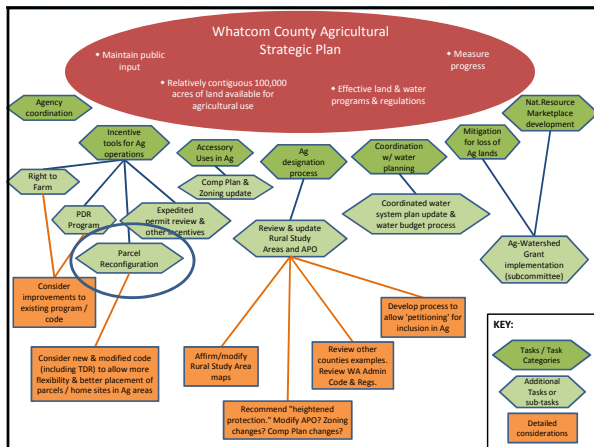 Whatcom County Agricultural
Strategic Plan
Maintain public
input
Measure
progress
Relatively contiguous 100,000
acres of land available for
agricultural use
Effective land & water
programs & regulations
Agency
coordination
Nat.Resource
Marketplace
development
Incentive
tools for Ag
operations
Accessory
Uses in Ag
Ag
designation
process
Coordination
w/ water
planning
Mitigation
for loss of
Ag lands
Right to
Farm
Comp Plan &
Zoning update
PDR
Program
Expedited
permit review &
other incentives
Review & update
Rural Study
Areas and APO
Coordinated water
system plan update &
water budget process
Parcel
Reconfiguration
Ag-Watershed
Grant
implementation
(subcommittee)
Consider
improvements to
existing program /
code
Develop process to
allow 'petitioning' for
inclusion in Ag
Consider new & modified code
(including TDR) to allow more
flexibility & better placement of
parcels / home sites in Ag areas
Affirm/modify
Rural Study Area
maps
Review other
counties examples.
Review WA Admin
Code & Regs.
Recommend "heightened
protection." Modify APO? Zoning
changes? Comp Plan changes?
KEY:
Tasks / Task
Categories
Additional
Tasks or
sub-tasks
Detailed
considerations